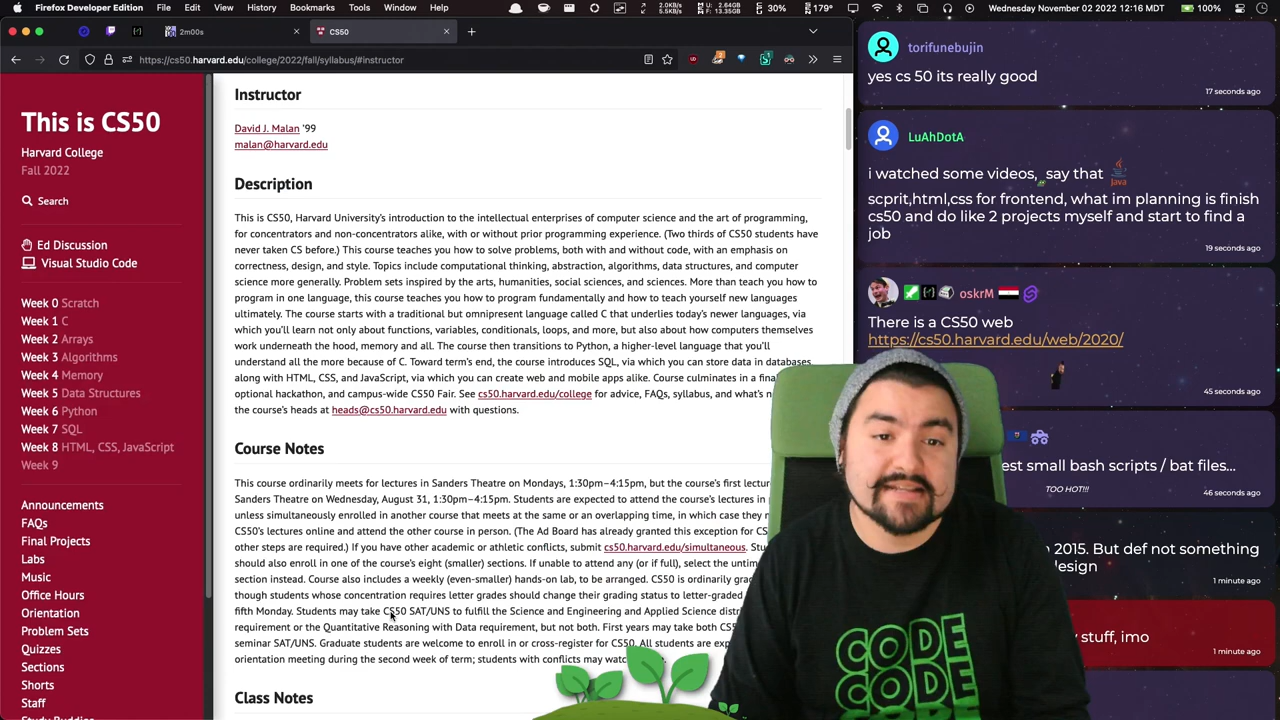 Firefox Developer Edition File Edit View History Bookmarks Tools Window Help
2.0KB/s 5.5KB/s
U: 2.64GB F: 13.35GB
30% 179° 100% Wednesday November 02 2022 12:16 MDT
2m00s
CS50
https://cs50.harvard.edu/college/2022/fall/syllabus/#instructor
This is CS50
Harvard College
Fall 2022
Search
Ed Discussion
Visual Studio Code
Week 0 Scratch
Week 1 C
Week 2 Arrays
Week 3 Algorithms
Week 4 Memory
Week 5 Data Structures
Week 6 Python
Week 7 SQL
Week 8 HTML, CSS, JavaScript
Week 9
Announcements
FAQs
Final Projects
Labs
Music
Office Hours
Orientation
Problem Sets
Quizzes
Sections
Shorts
Staff
Study Buddies
Instructor
David J. Malan '99
malan@harvard.edu
Description
This is CS50, Harvard University's introduction to the intellectual enterprises of computer science and the art of programming,
for concentrators and non-concentrators alike, with or without prior programming experience. (Two thirds of CS50 students have
never taken CS before.) This course teaches you how to solve problems, both with and without code, with an emphasis on
correctness, design, and style. Topics include computational thinking, abstraction, algorithms, data structures, and computer
science more generally. Problem sets inspired by the arts, humanities, social sciences, and sciences. More than teach you how to
program in one language, this course teaches you how to program fundamentally and how to teach yourself new languages
ultimately. The course starts with a traditional but omnipresent language called C that underlies today's newer languages, via
which you'll learn not only about functions, variables, conditionals, loops, and more, but also about how computers themselves
work underneath the hood, memory and all. The course then transitions to Python, a higher-level language that you'll
understand all the more because of C. Toward term's end, the course introduces SQL, via which you can store data in databases,
along with HTML, CSS, and JavaScript, via which you can create web and mobile apps alike. Course culminates in a fina
optional hackathon, and campus-wide CS50 Fair. See cs50.harvard.edu/college for advice, FAQs, syllabus, and what's n
the course's heads at heads@cs50.harvard.edu with questions.
Course Notes
This course ordinarily meets for lectures in Sanders Theatre on Mondays, 1:30pm–4:15pm, but the course's first lectur
Sanders Theatre on Wednesday, August 31, 1:30pm–4:15pm. Students are expected to attend the course's lectures in p
unless simultaneously enrolled in another course that meets at the same or an overlapping time, in which case they m
CS50's lectures online and attend the other course in person. (The Ad Board has already granted this exception for CS
other steps are required.) If you have other academic or athletic conflicts, submit cs50.harvard.edu/simultaneous. Stu
should also enroll in one of the course's eight (smaller) sections. If unable to attend any (or if full), select the untim
section instead. Course also includes a weekly (even-smaller) hands-on lab, to be arranged. CS50 is ordinarily grad
though students whose concentration requires letter grades should change their grading status to letter-graded
fifth Monday. Students may take CS50 SAT/UNS to fulfill the Science and Engineering and Applied Science distr
requirement or the Quantitative Reasoning with Data requirement, but not both. First years may take both CS5
seminar SAT/UNS. Graduate students are welcome to enroll in or cross-register for CS50. All students are exp
orientation meeting during the second week of term; students with conflicts may watc
Class Notes
torifunebujin
yes cs 50 its really good
17 seconds ago
LuAhDotA
i watched some videos, say that Java
scprit,html,css for frontend, what im planning is finish
cs50 and do like 2 projects myself and start to find a
job
19 seconds ago
oskrM
There is a CS50 web
https://cs50.harvard.edu/web/2020/
45 seconds ago
est small bash scripts / bat files...
TOO HOT!!!
46 seconds ago
n 2015. But def not something
design
1 minute ago
y stuff, imo
1 minute ago
CODE
CODE